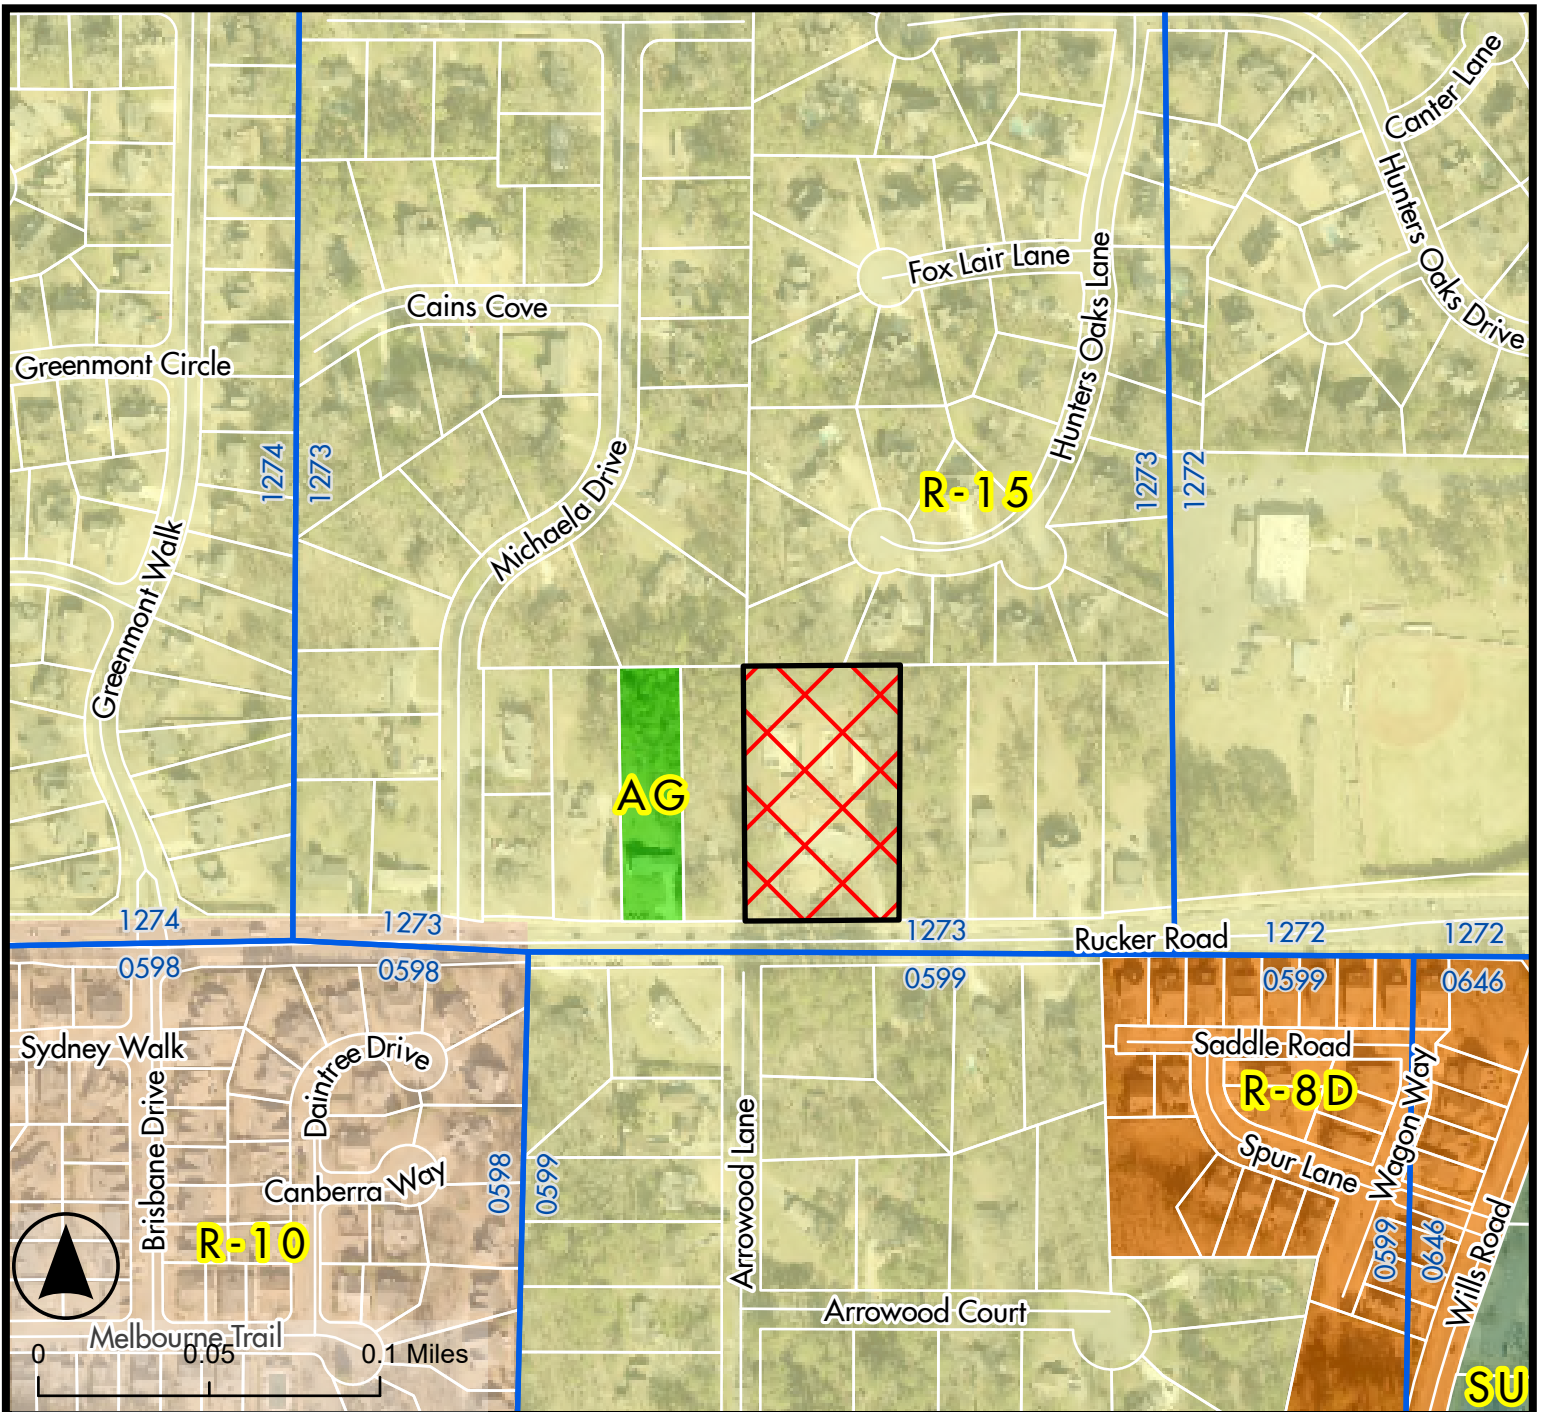 Canter Lane
Hunters Oaks Drive
Fox Lair Lane
Hunters Oaks Lane
Cains Cove
Greenmont Circle
Michaela Drive
1274
1273
1273
1272
R-15
Greenmont Walk
AG
1274
1273
1273
Rucker Road
1272
1272
0598
0598
0599
0599
0646
Sydney Walk
Daintree Drive
Saddle Road
R-8D
Wagon Way
Brisbane Drive
Arrowood Lane
0598
0599
Spur Lane
Canberra Way
R-10
0599
0646
Wills Road
Arrowood Court
Melbourne Trail
0
0.05
0.1 Miles
SU